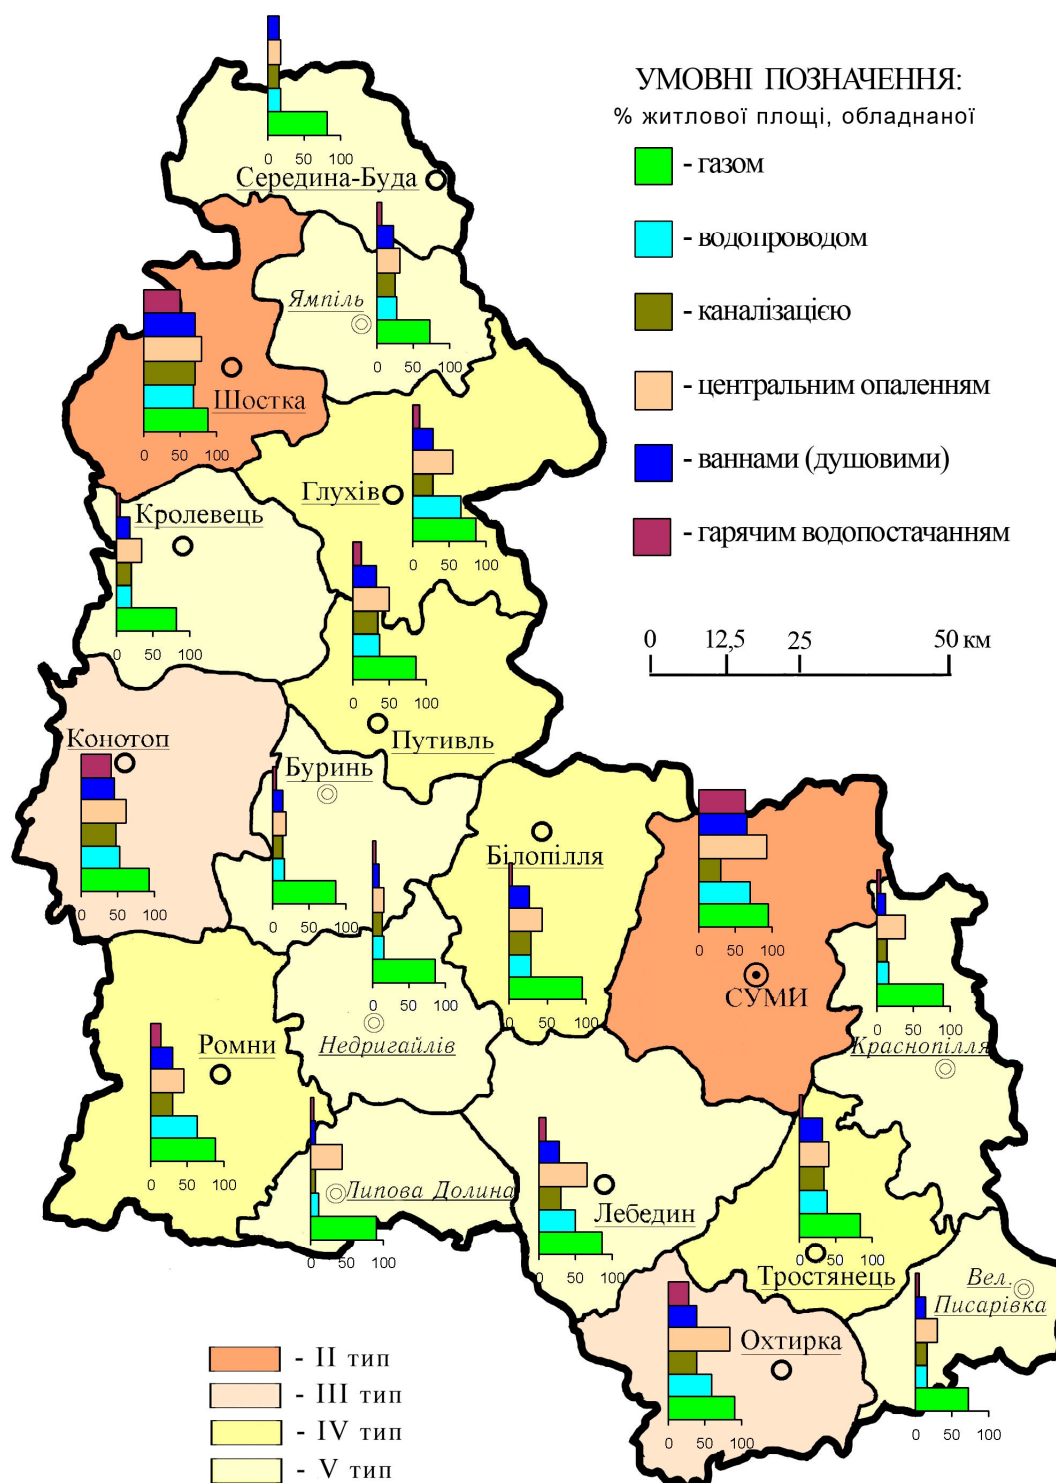 УМОВНІ ПОЗНАЧЕННЯ:
% житлової площі, обладнаної
- газом
- водопроводом
- каналізацією
- центральним опаленням
- ваннами (душовими)
- гарячим водопостачанням
0 12,5 25 50 км
0 50 100
Середина-Буда
Ямпіль
0 50 100
Шостка
0 50 100
Глухів
0 50 100
Кролевець
0 50 100
Путивль
0 50 100
Конотоп
0 50 100
Буринь
0 50 100
Білопілля
0 50 100
СУМИ
0 50 100
Недригайлів
0 50 100
Краснопілля
0 50 100
Ромни
0 50 100
Липова Долина
0 50 100
Лебедин
0 50 100
Тростянець
0 50 100
Вел.
Писарівка
0 50 100
Охтирка
0 50 100
- II тип
- III тип
- IV тип
- V тип